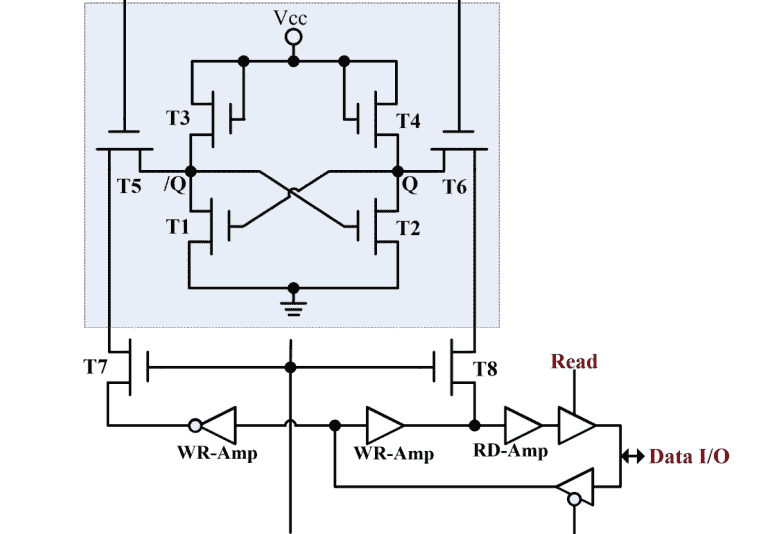 Vcc
T3
T4
T5
/Q
Q
T6
T1
T2
T7
T8
Read
WR-Amp
WR-Amp
RD-Amp
Data I/O